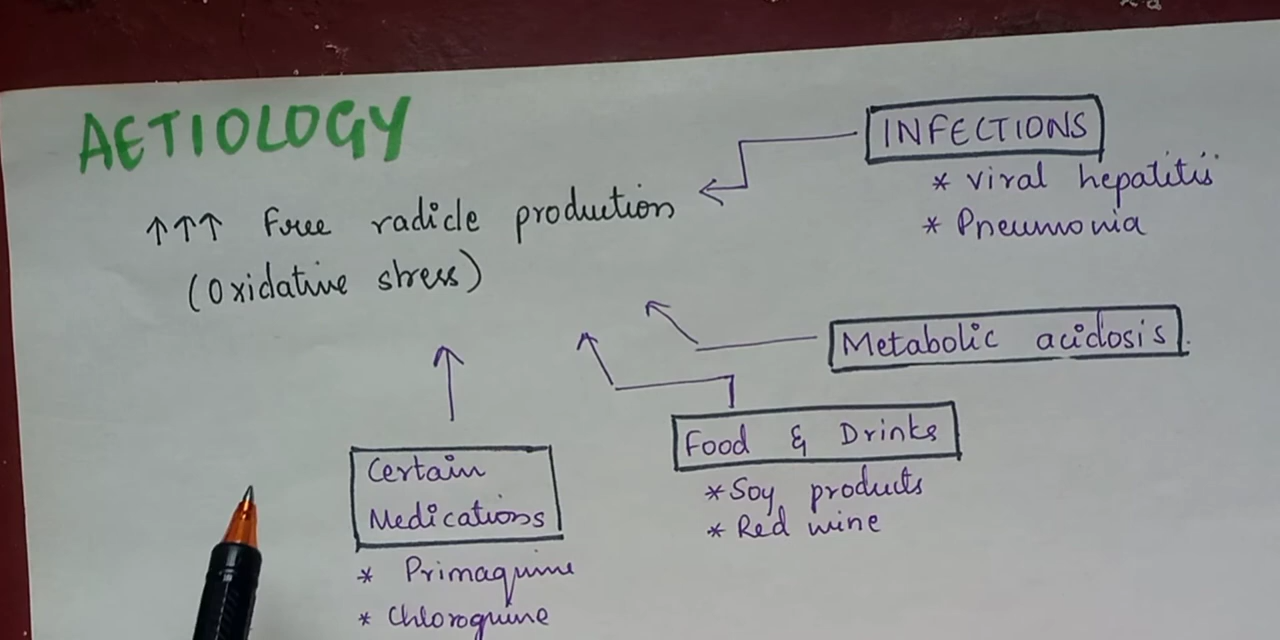 AETIOLOGY
↑↑↑ Free radicle production
(Oxidative stress)
INFECTIONS
* Viral hepatitis
* Pneumonia
Metabolic acidosis.
Food & Drinks
* Soy products
* Red wine
Certain
Medications
* Primaquine
* Chloroquine